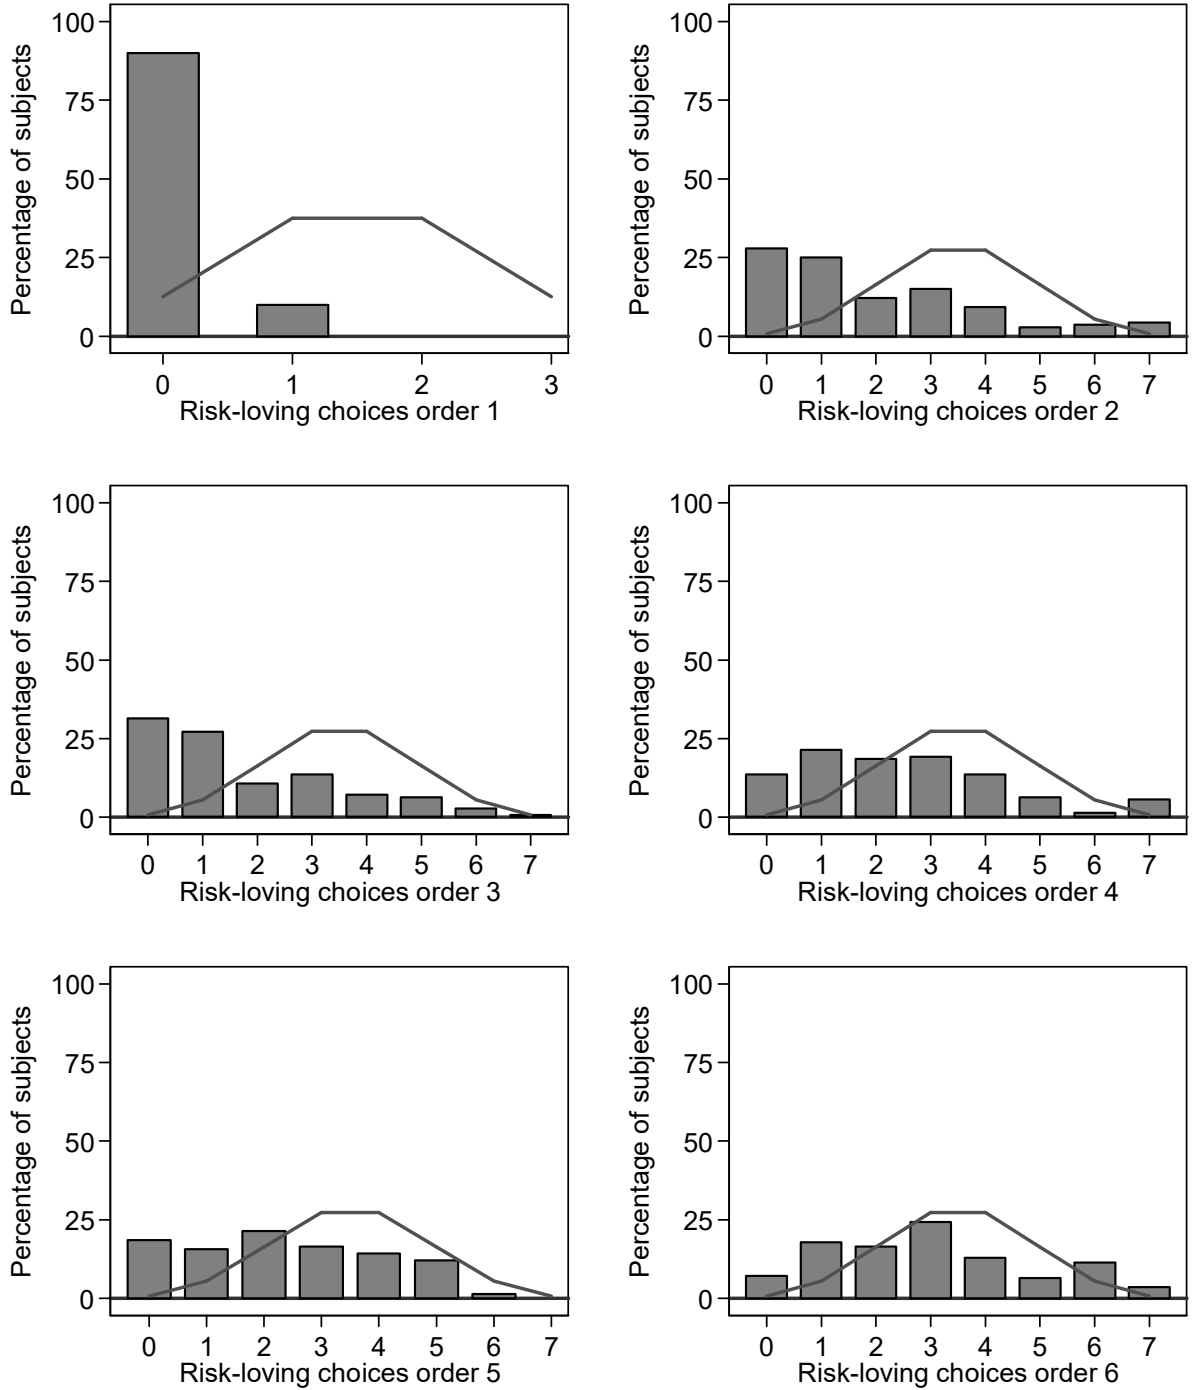 Percentage of subjects
100
75
50
25
0
0 1 2 3
Risk-loving choices order 1
Percentage of subjects
100
75
50
25
0
0 1 2 3 4 5 6 7
Risk-loving choices order 2
Percentage of subjects
100
75
50
25
0
0 1 2 3 4 5 6 7
Risk-loving choices order 3
Percentage of subjects
100
75
50
25
0
0 1 2 3 4 5 6 7
Risk-loving choices order 4
Percentage of subjects
100
75
50
25
0
0 1 2 3 4 5 6 7
Risk-loving choices order 5
Percentage of subjects
100
75
50
25
0
0 1 2 3 4 5 6 7
Risk-loving choices order 6